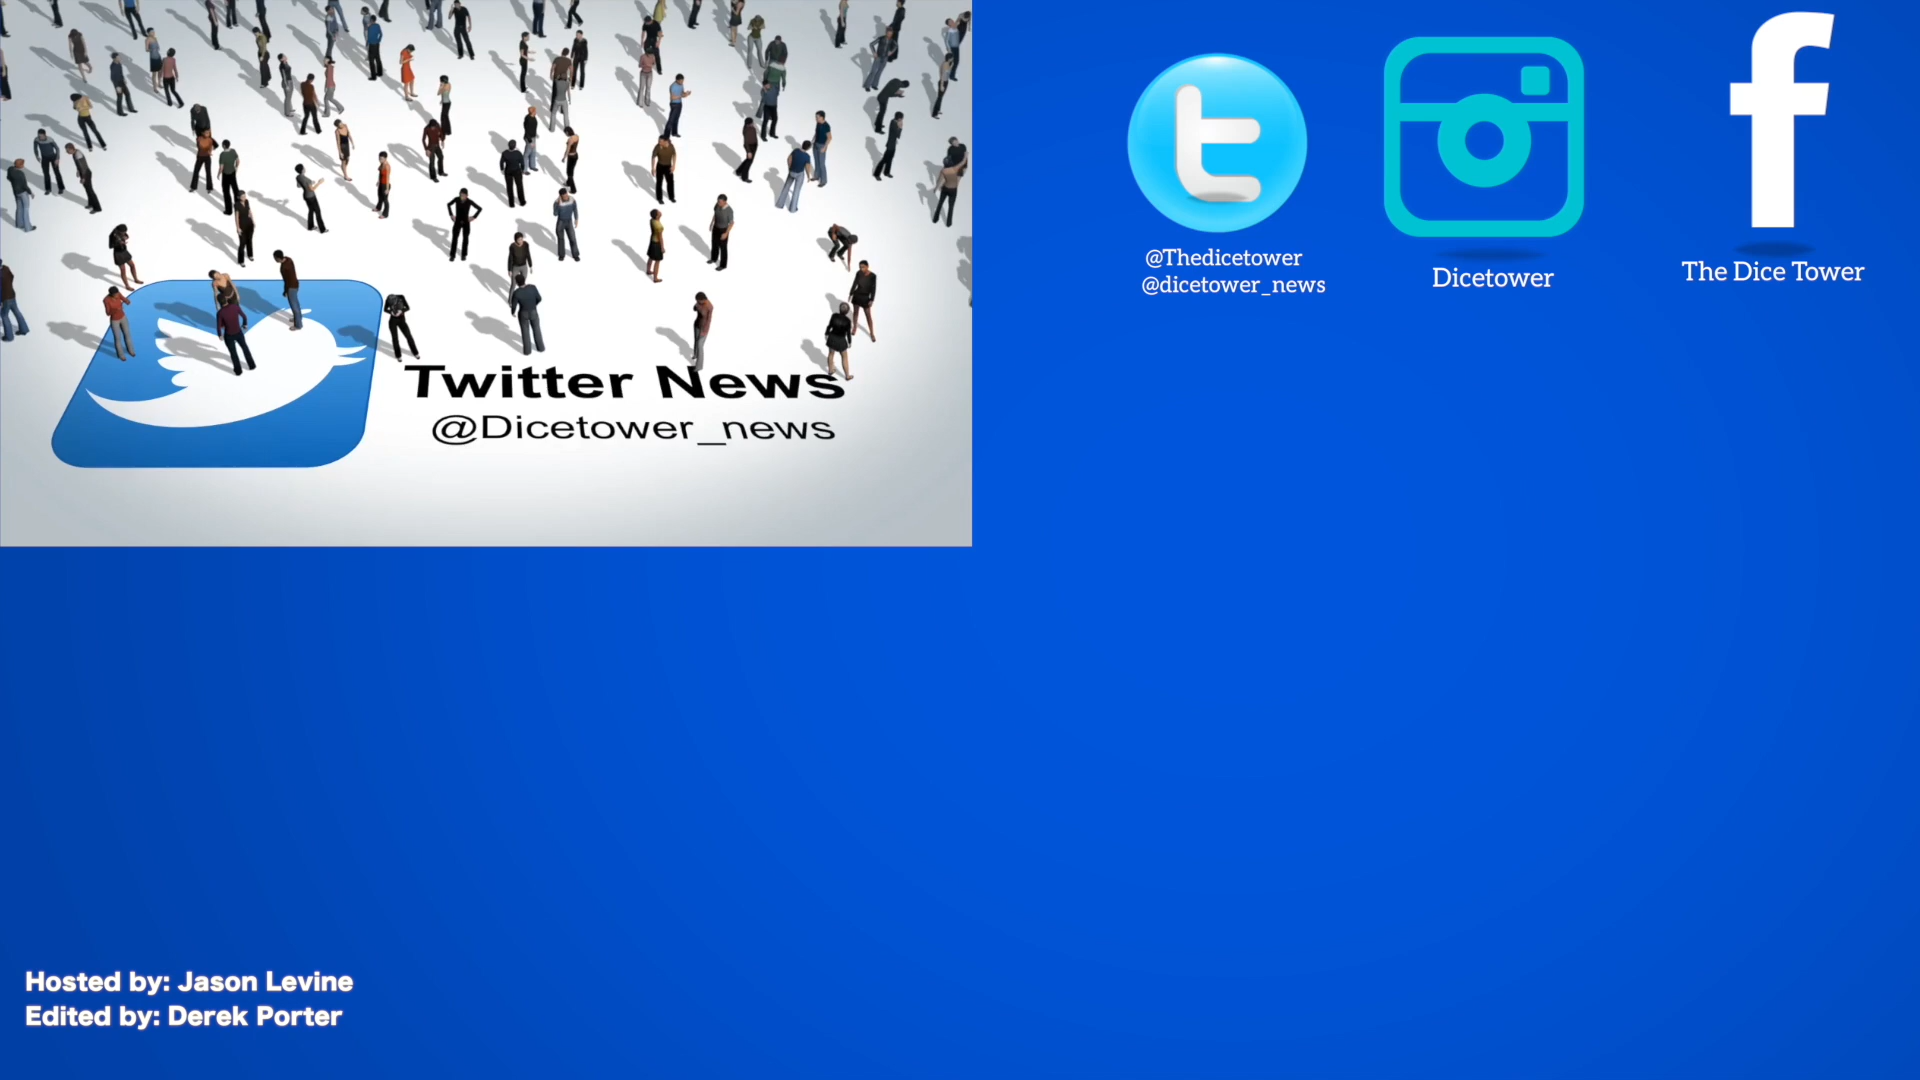 Twitter News
@Dicetower_news
@Thedicetower
@dicetower_news
Dicetower
The Dice Tower
Hosted by: Jason Levine
Edited by: Derek Porter